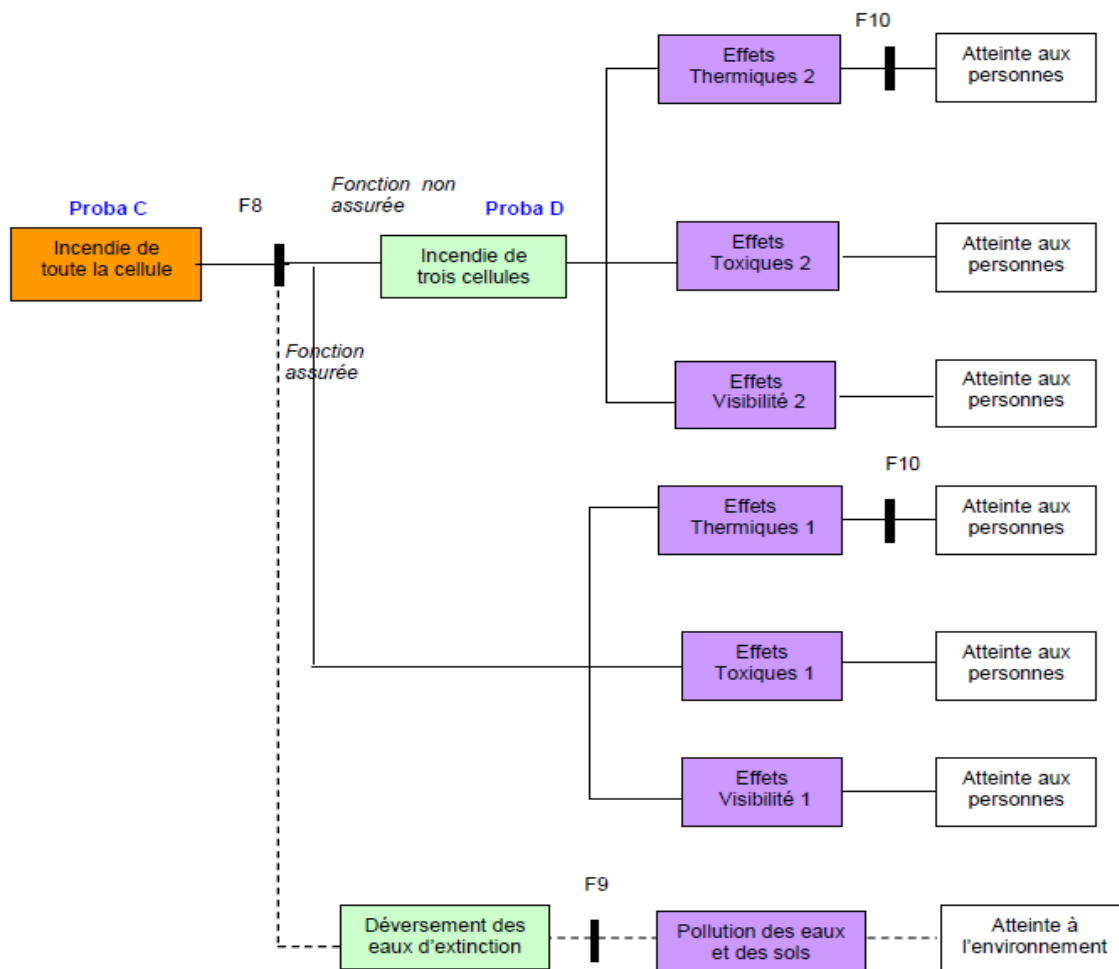 F10
Effets
Thermiques 2
Atteinte aux
personnes
Fonction non
assurée
Proba C
F8
Proba D
Incendie de
toute la cellule
Incendie de
trois cellules
Effets
Toxiques 2
Atteinte aux
personnes
Fonction
assurée
Effets
Visibilité 2
Atteinte aux
personnes
F10
Effets
Thermiques 1
Atteinte aux
personnes
Effets
Toxiques 1
Atteinte aux
personnes
Effets
Visibilité 1
Atteinte aux
personnes
F9
Déversement des
eaux d'extinction
Pollution des eaux
et des sols
Atteinte à
l'environnement